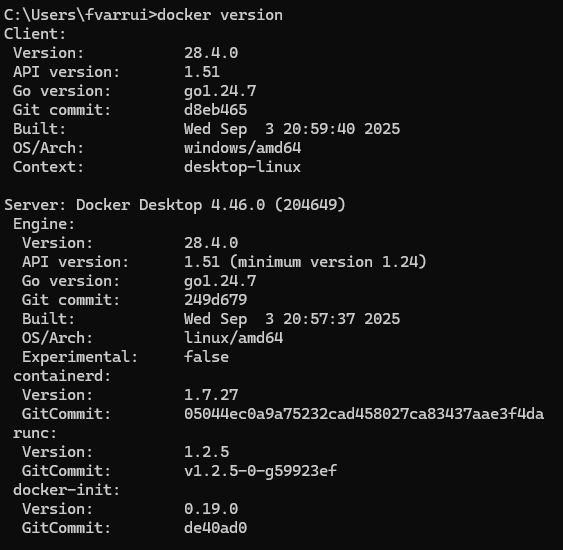 C:\Users\fvarrui>docker version
Client:
 Version:           28.4.0
 API version:       1.51
 Go version:        go1.24.7
 Git commit:        d8eb465
 Built:             Wed Sep  3 20:59:40 2025
 OS/Arch:           windows/amd64
 Context:           desktop-linux

Server: Docker Desktop 4.46.0 (204649)
 Engine:
  Version:          28.4.0
  API version:      1.51 (minimum version 1.24)
  Go version:       go1.24.7
  Git commit:       249d679
  Built:            Wed Sep  3 20:57:37 2025
  OS/Arch:          linux/amd64
  Experimental:     false
 containerd:
  Version:          1.7.27
  GitCommit:        05044ec0a9a75232cad458027ca83437aae3f4da
 runc:
  Version:          1.2.5
  GitCommit:        v1.2.5-0-g59923ef
 docker-init:
  Version:          0.19.0
  GitCommit:        de40ad0